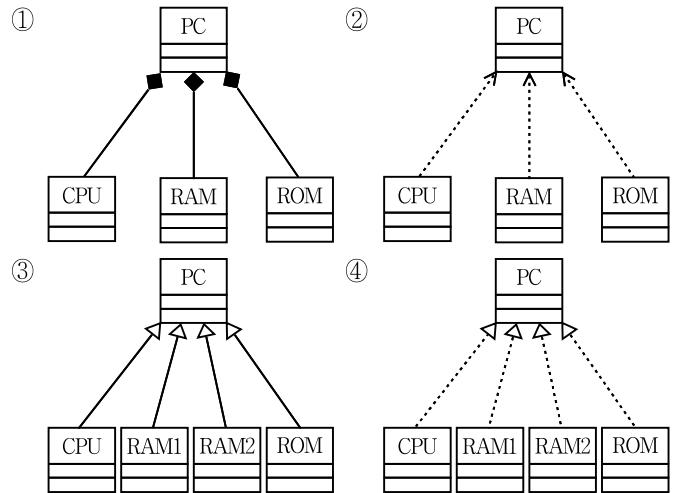 ① PC
CPU RAM ROM
② PC
CPU RAM ROM
③ PC
CPU RAM1 RAM2 ROM
④ PC
CPU RAM1 RAM2 ROM